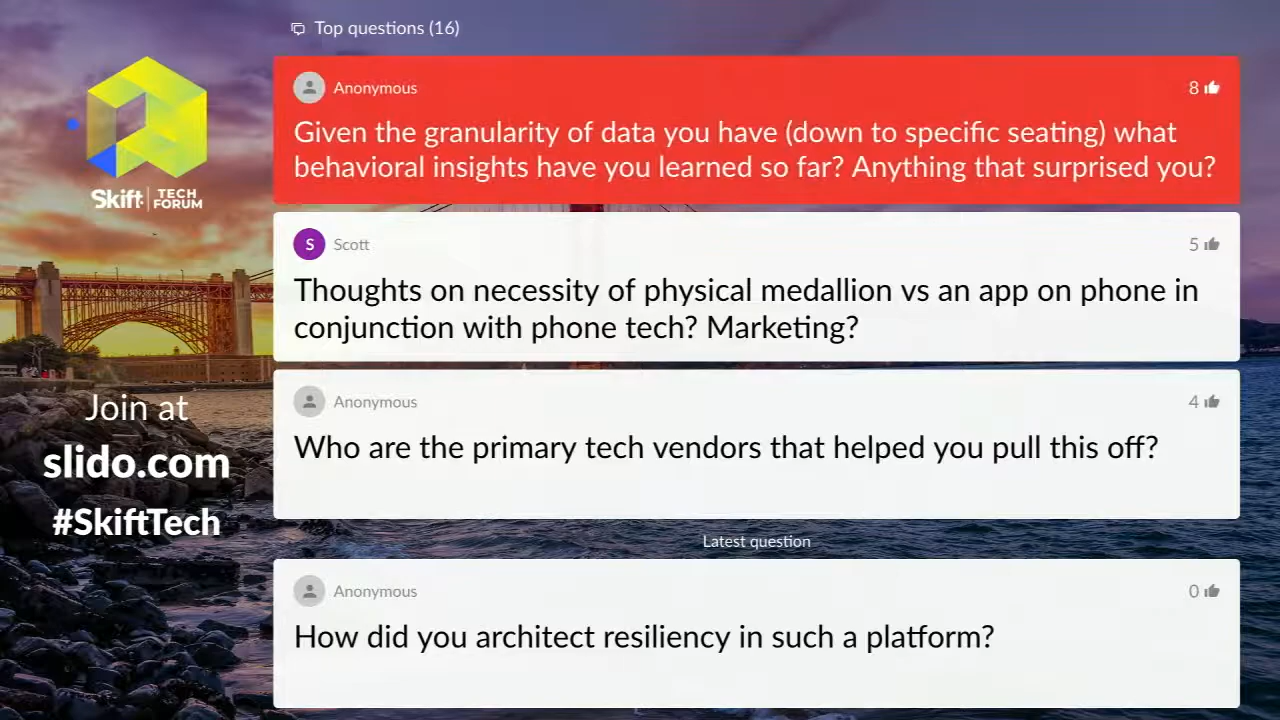 Top questions (16)
Skift TECH FORUM
Join at
slido.com
#SkiftTech
Anonymous
8
Given the granularity of data you have (down to specific seating) what
behavioral insights have you learned so far? Anything that surprised you?
S
Scott
5
Thoughts on necessity of physical medallion vs an app on phone in
conjunction with phone tech? Marketing?
Anonymous
4
Who are the primary tech vendors that helped you pull this off?
Latest question
Anonymous
0
How did you architect resiliency in such a platform?